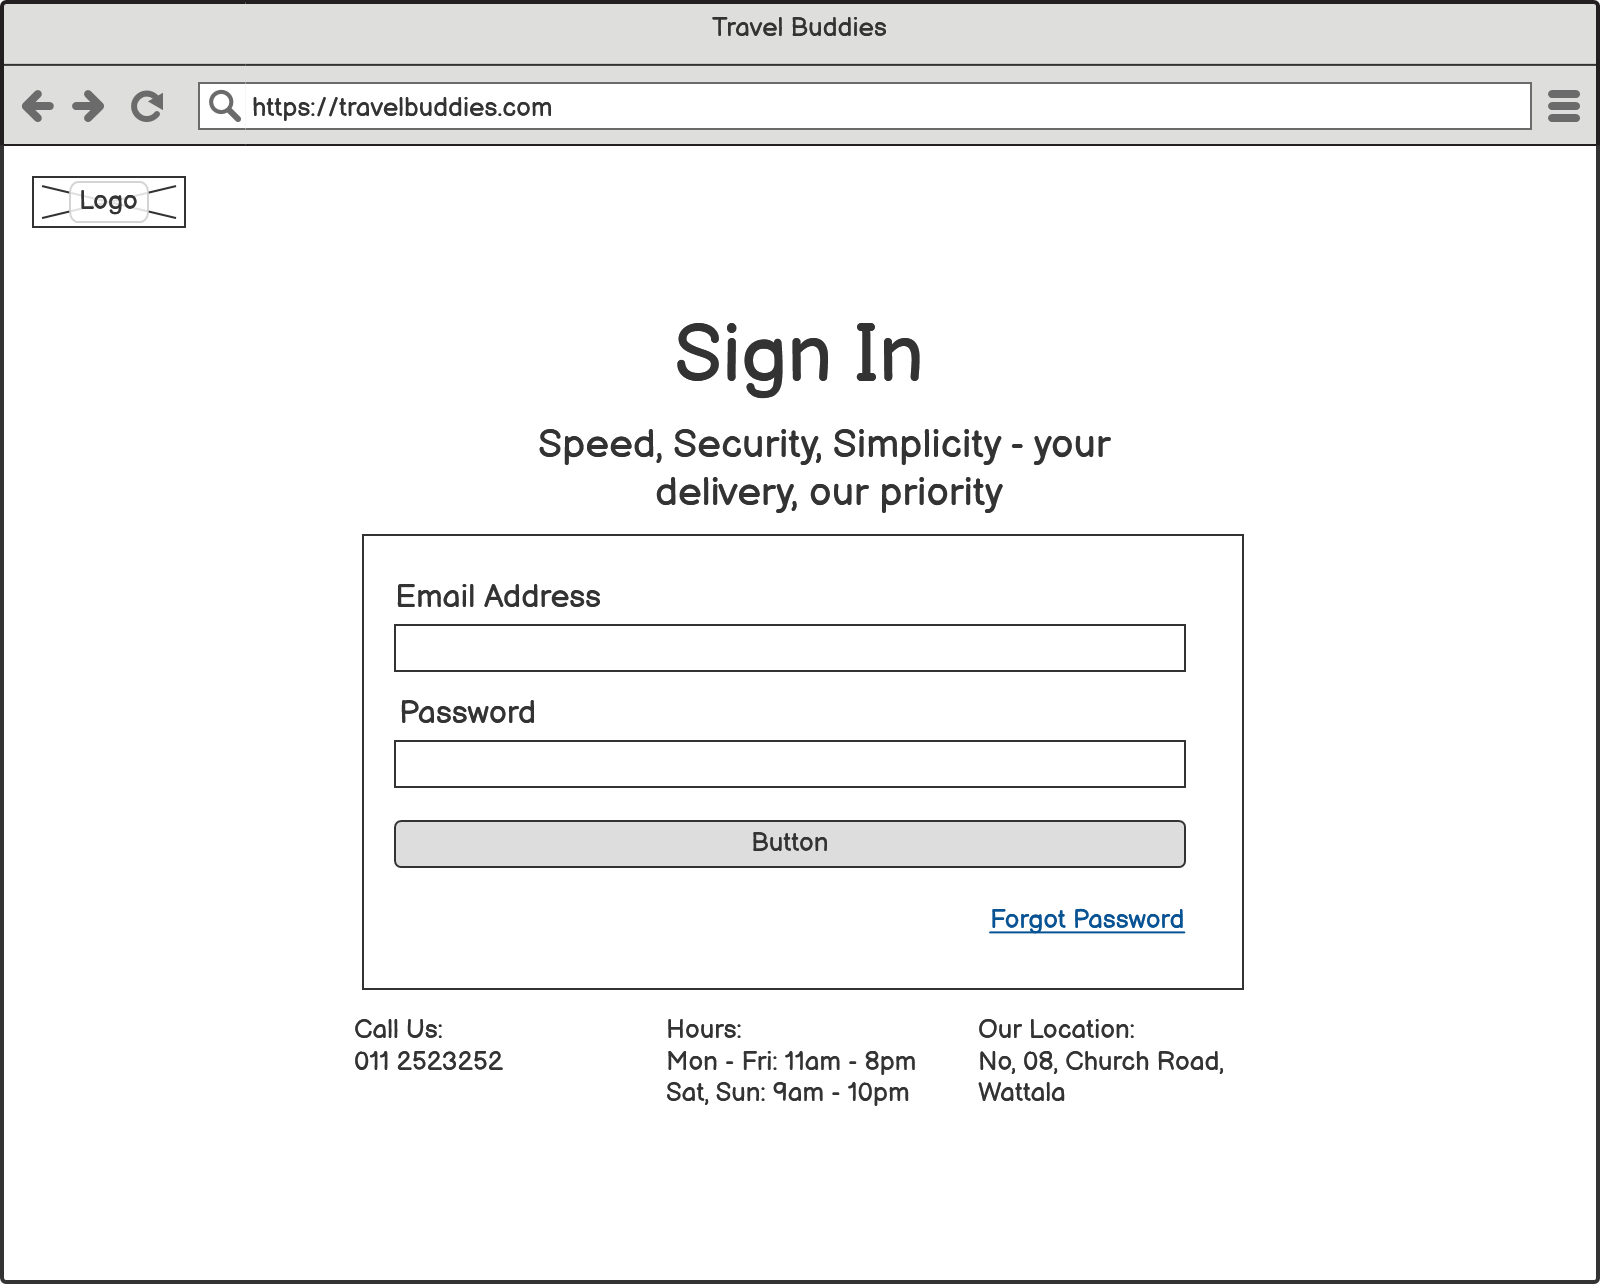 Travel Buddies
https://travelbuddies.com
Logo
Sign In
Speed, Security, Simplicity - your
delivery, our priority
Email Address
Password
Button
Forgot Password
Call Us:
011 2523252
Hours:
Mon - Fri: 11am - 8pm
Sat, Sun: 9am - 10pm
Our Location:
No, 08, Church Road,
Wattala